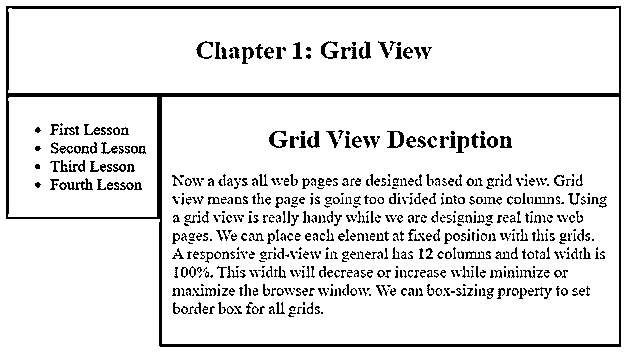 Chapter 1: Grid View
First Lesson
Second Lesson
Third Lesson
Fourth Lesson
Grid View Description
Now a days all web pages are designed based on grid view. Grid
view means the page is going too divided into some columns. Using
a grid view is really handy while we are designing real time web
pages. We can place each element at fixed position with this grids.
A responsive grid-view in general has 12 columns and total width is
100%. This width will decrease or increase while minimize or
maximize the browser window. We can box-sizing property to set
border box for all grids.